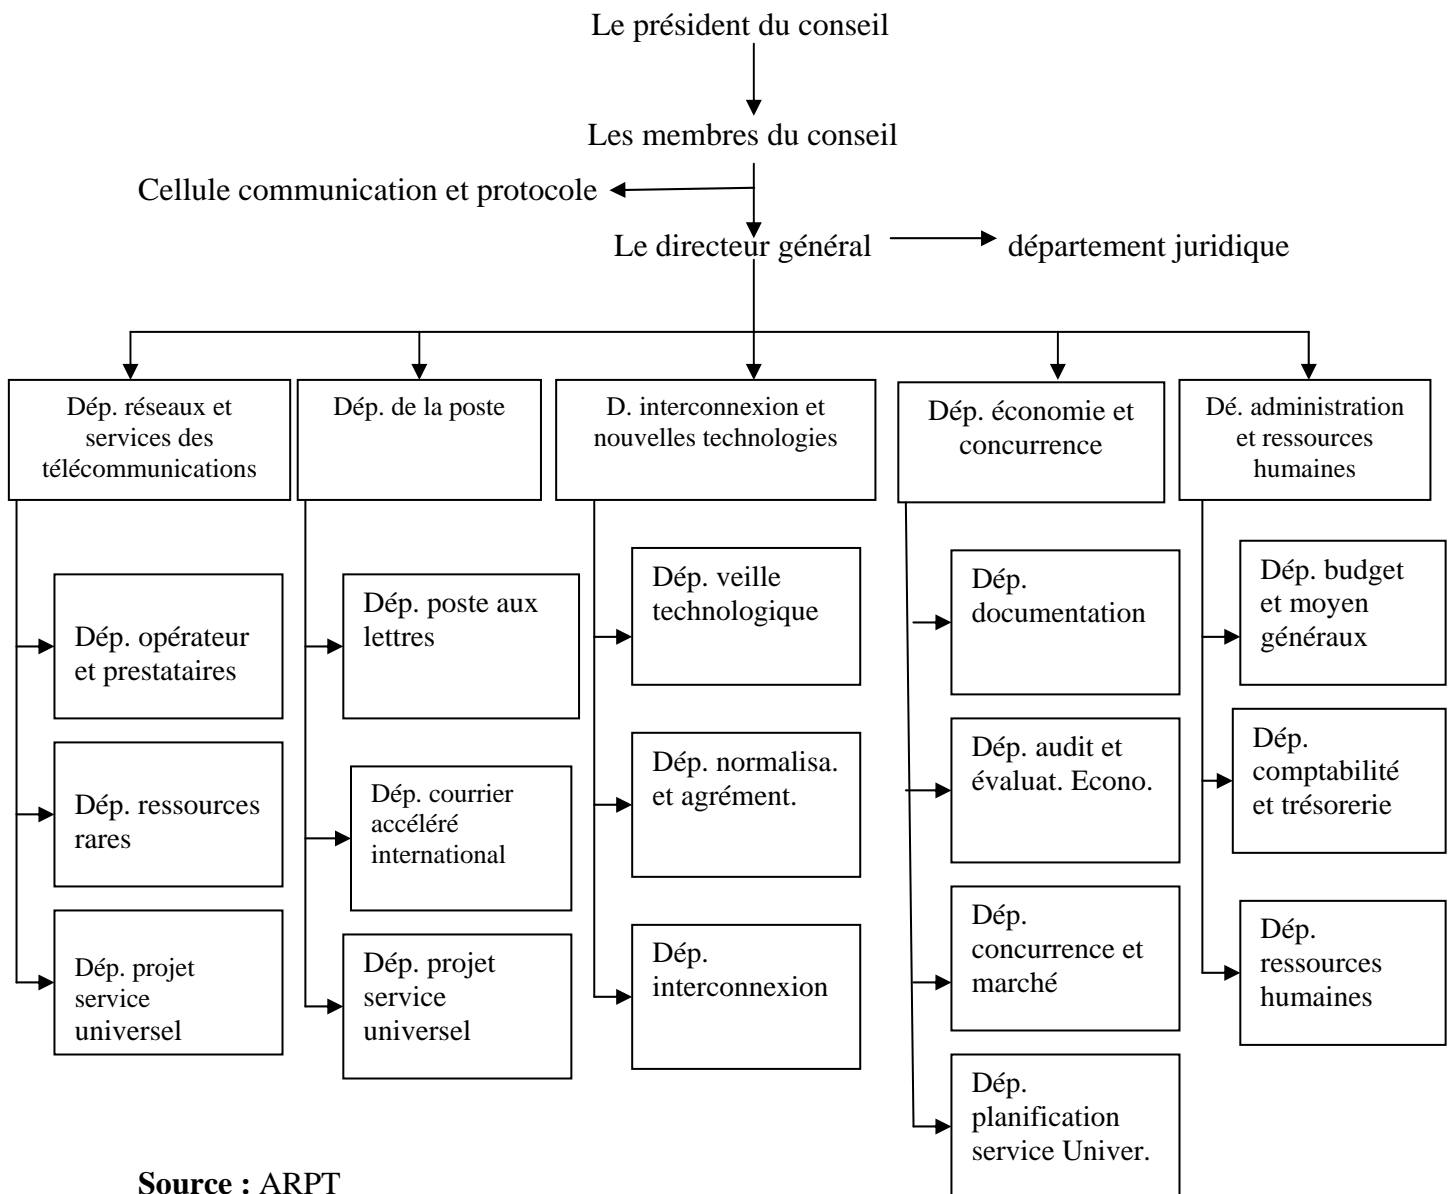 Le président du conseil
Les membres du conseil
Cellule communication et protocole
Le directeur général
département juridique
Dép. réseaux et
services des
télécommunications
Dép. de la poste
D. interconnexion et
nouvelles technologies
Dép. économie et
concurrence
Dé. administration
et ressources
humaines
Dép. opérateur
et prestataires
Dép. ressources
rares
Dép. projet
service
universel
Dép. poste aux
lettres
Dép. courrier
accéléré
international
Dép. projet
service
universel
Dép. veille
technologique
Dép. normalisa.
et agrément.
Dép.
interconnexion
Dép.
documentation
Dép. audit et
évaluat. Econo.
Dép.
concurrence et
marché
Dép.
planification
service Univer.
Dép. budget
et moyen
généraux
Dép.
comptabilité
et trésorerie
Dép.
ressources
humaines
Source : ARPT